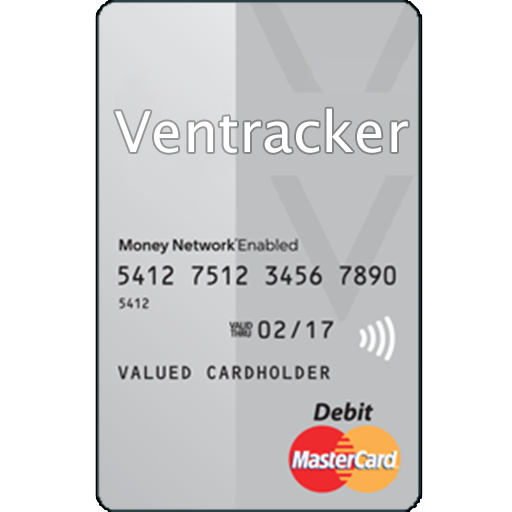 Ventracker
Money Network Enabled
5412 7512 3456 7890
5412
VALID THRU 02/17
VALUED CARDHOLDER
Debit
MasterCard